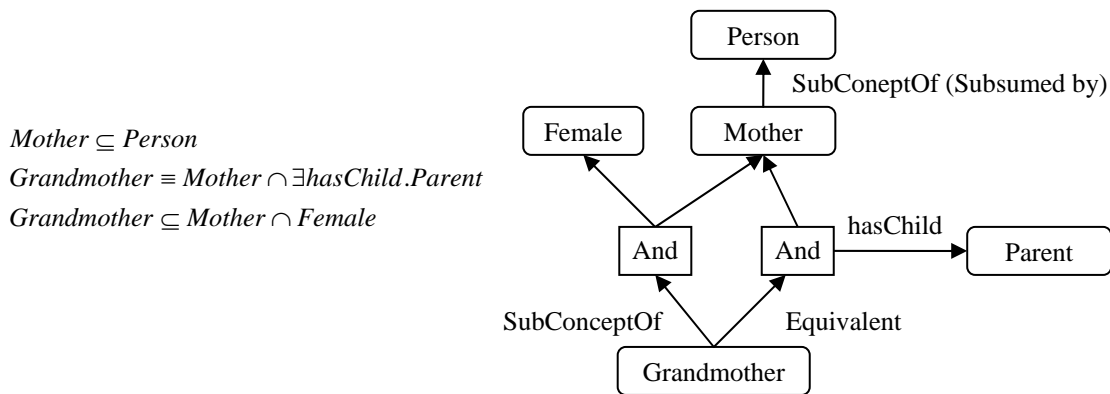 Mother ⊆ Person
Grandmother ≡ Mother ∩ ∃hasChild.Parent
Grandmother ⊆ Mother ∩ Female
Person
SubConeptOf (Subsumed by)
Female
Mother
And
And
hasChild
Parent
SubConceptOf
Equivalent
Grandmother